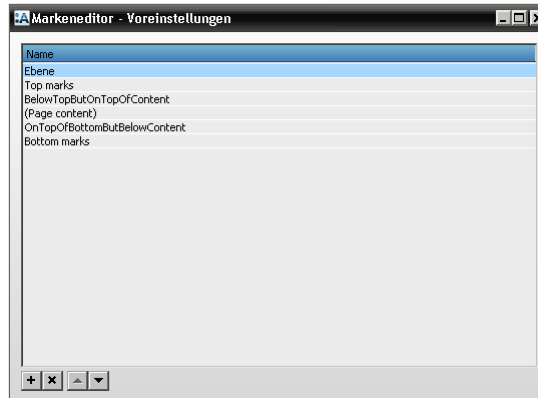 :A Markeneditor - Voreinstellungen
Name
Ebene
Top marks
BelowTopButOnTopOfContent
(Page content)
OnTopOfBottomButBelowContent
Bottom marks